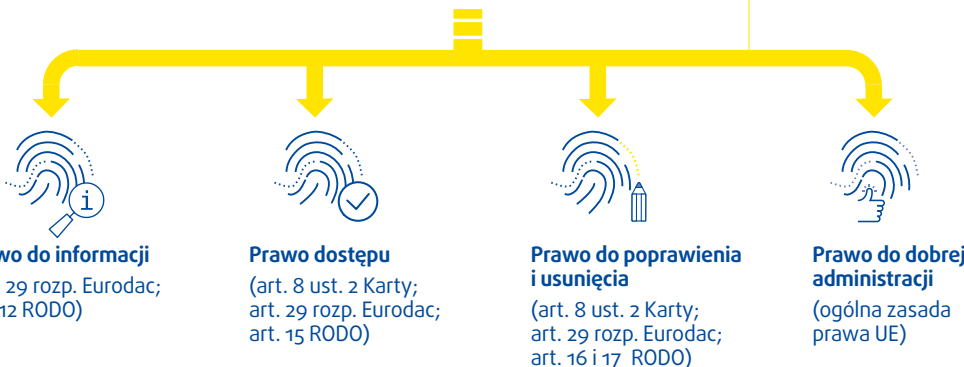 wo do informacji
29 rozp. Eurodac;
12 RODO)
Prawo dostępu
(art. 8 ust. 2 Karty;
art. 29 rozp. Eurodac;
art. 15 RODO)
Prawo do poprawienia
i usunięcia
(art. 8 ust. 2 Karty;
art. 29 rozp. Eurodac;
art. 16 i 17 RODO)
Prawo do dobrej
administracji
(ogólna zasada
prawa UE)